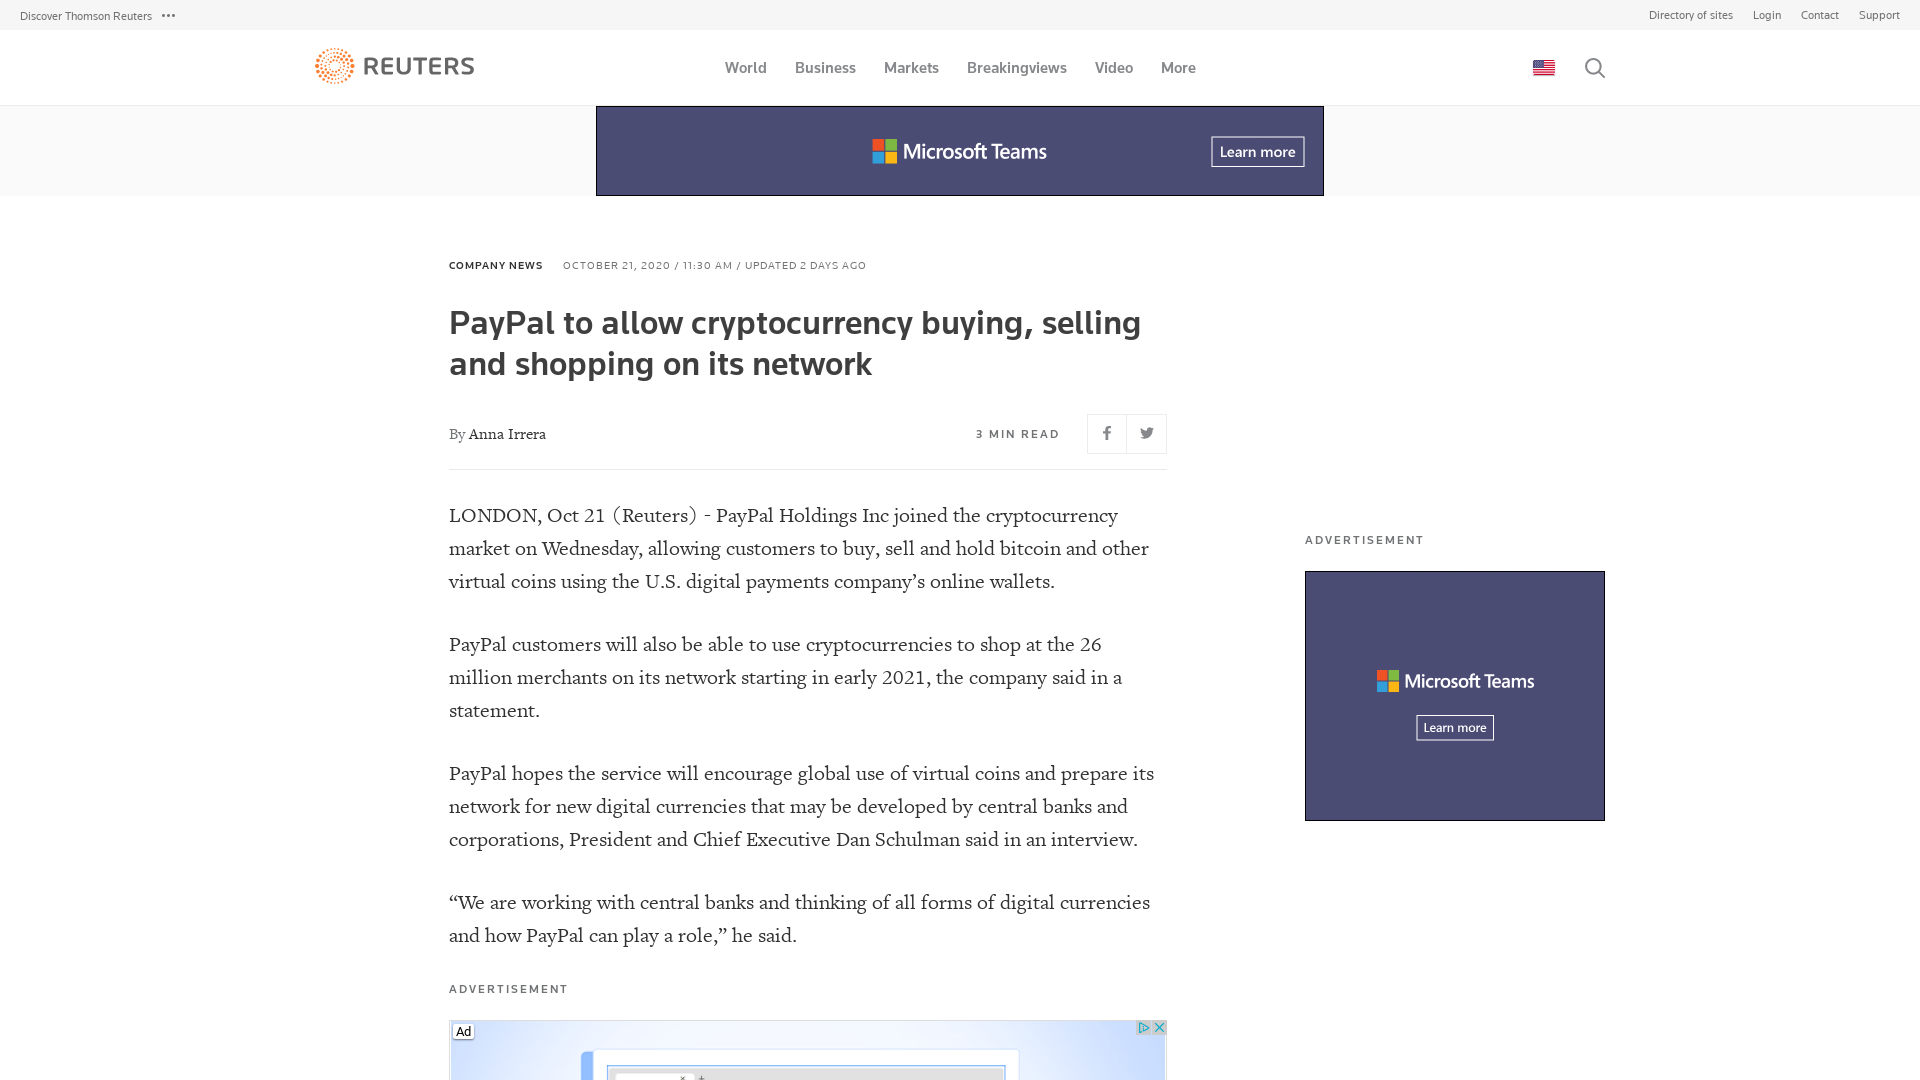 Discover Thomson Reuters
Directory of sites Login Contact Support
REUTERS World Business Markets Breakingviews Video More
Microsoft Teams Learn more
COMPANY NEWS OCTOBER 21, 2020 / 11:30 AM / UPDATED 2 DAYS AGO
PayPal to allow cryptocurrency buying, selling
and shopping on its network
By Anna Irrera 3 MIN READ
LONDON, Oct 21 (Reuters) - PayPal Holdings Inc joined the cryptocurrency
market on Wednesday, allowing customers to buy, sell and hold bitcoin and other
virtual coins using the U.S. digital payments company’s online wallets.
PayPal customers will also be able to use cryptocurrencies to shop at the 26
million merchants on its network starting in early 2021, the company said in a
statement.
PayPal hopes the service will encourage global use of virtual coins and prepare its
network for new digital currencies that may be developed by central banks and
corporations, President and Chief Executive Dan Schulman said in an interview.
“We are working with central banks and thinking of all forms of digital currencies
and how PayPal can play a role,” he said.
ADVERTISEMENT
Ad
ADVERTISEMENT
Microsoft Teams
Learn more